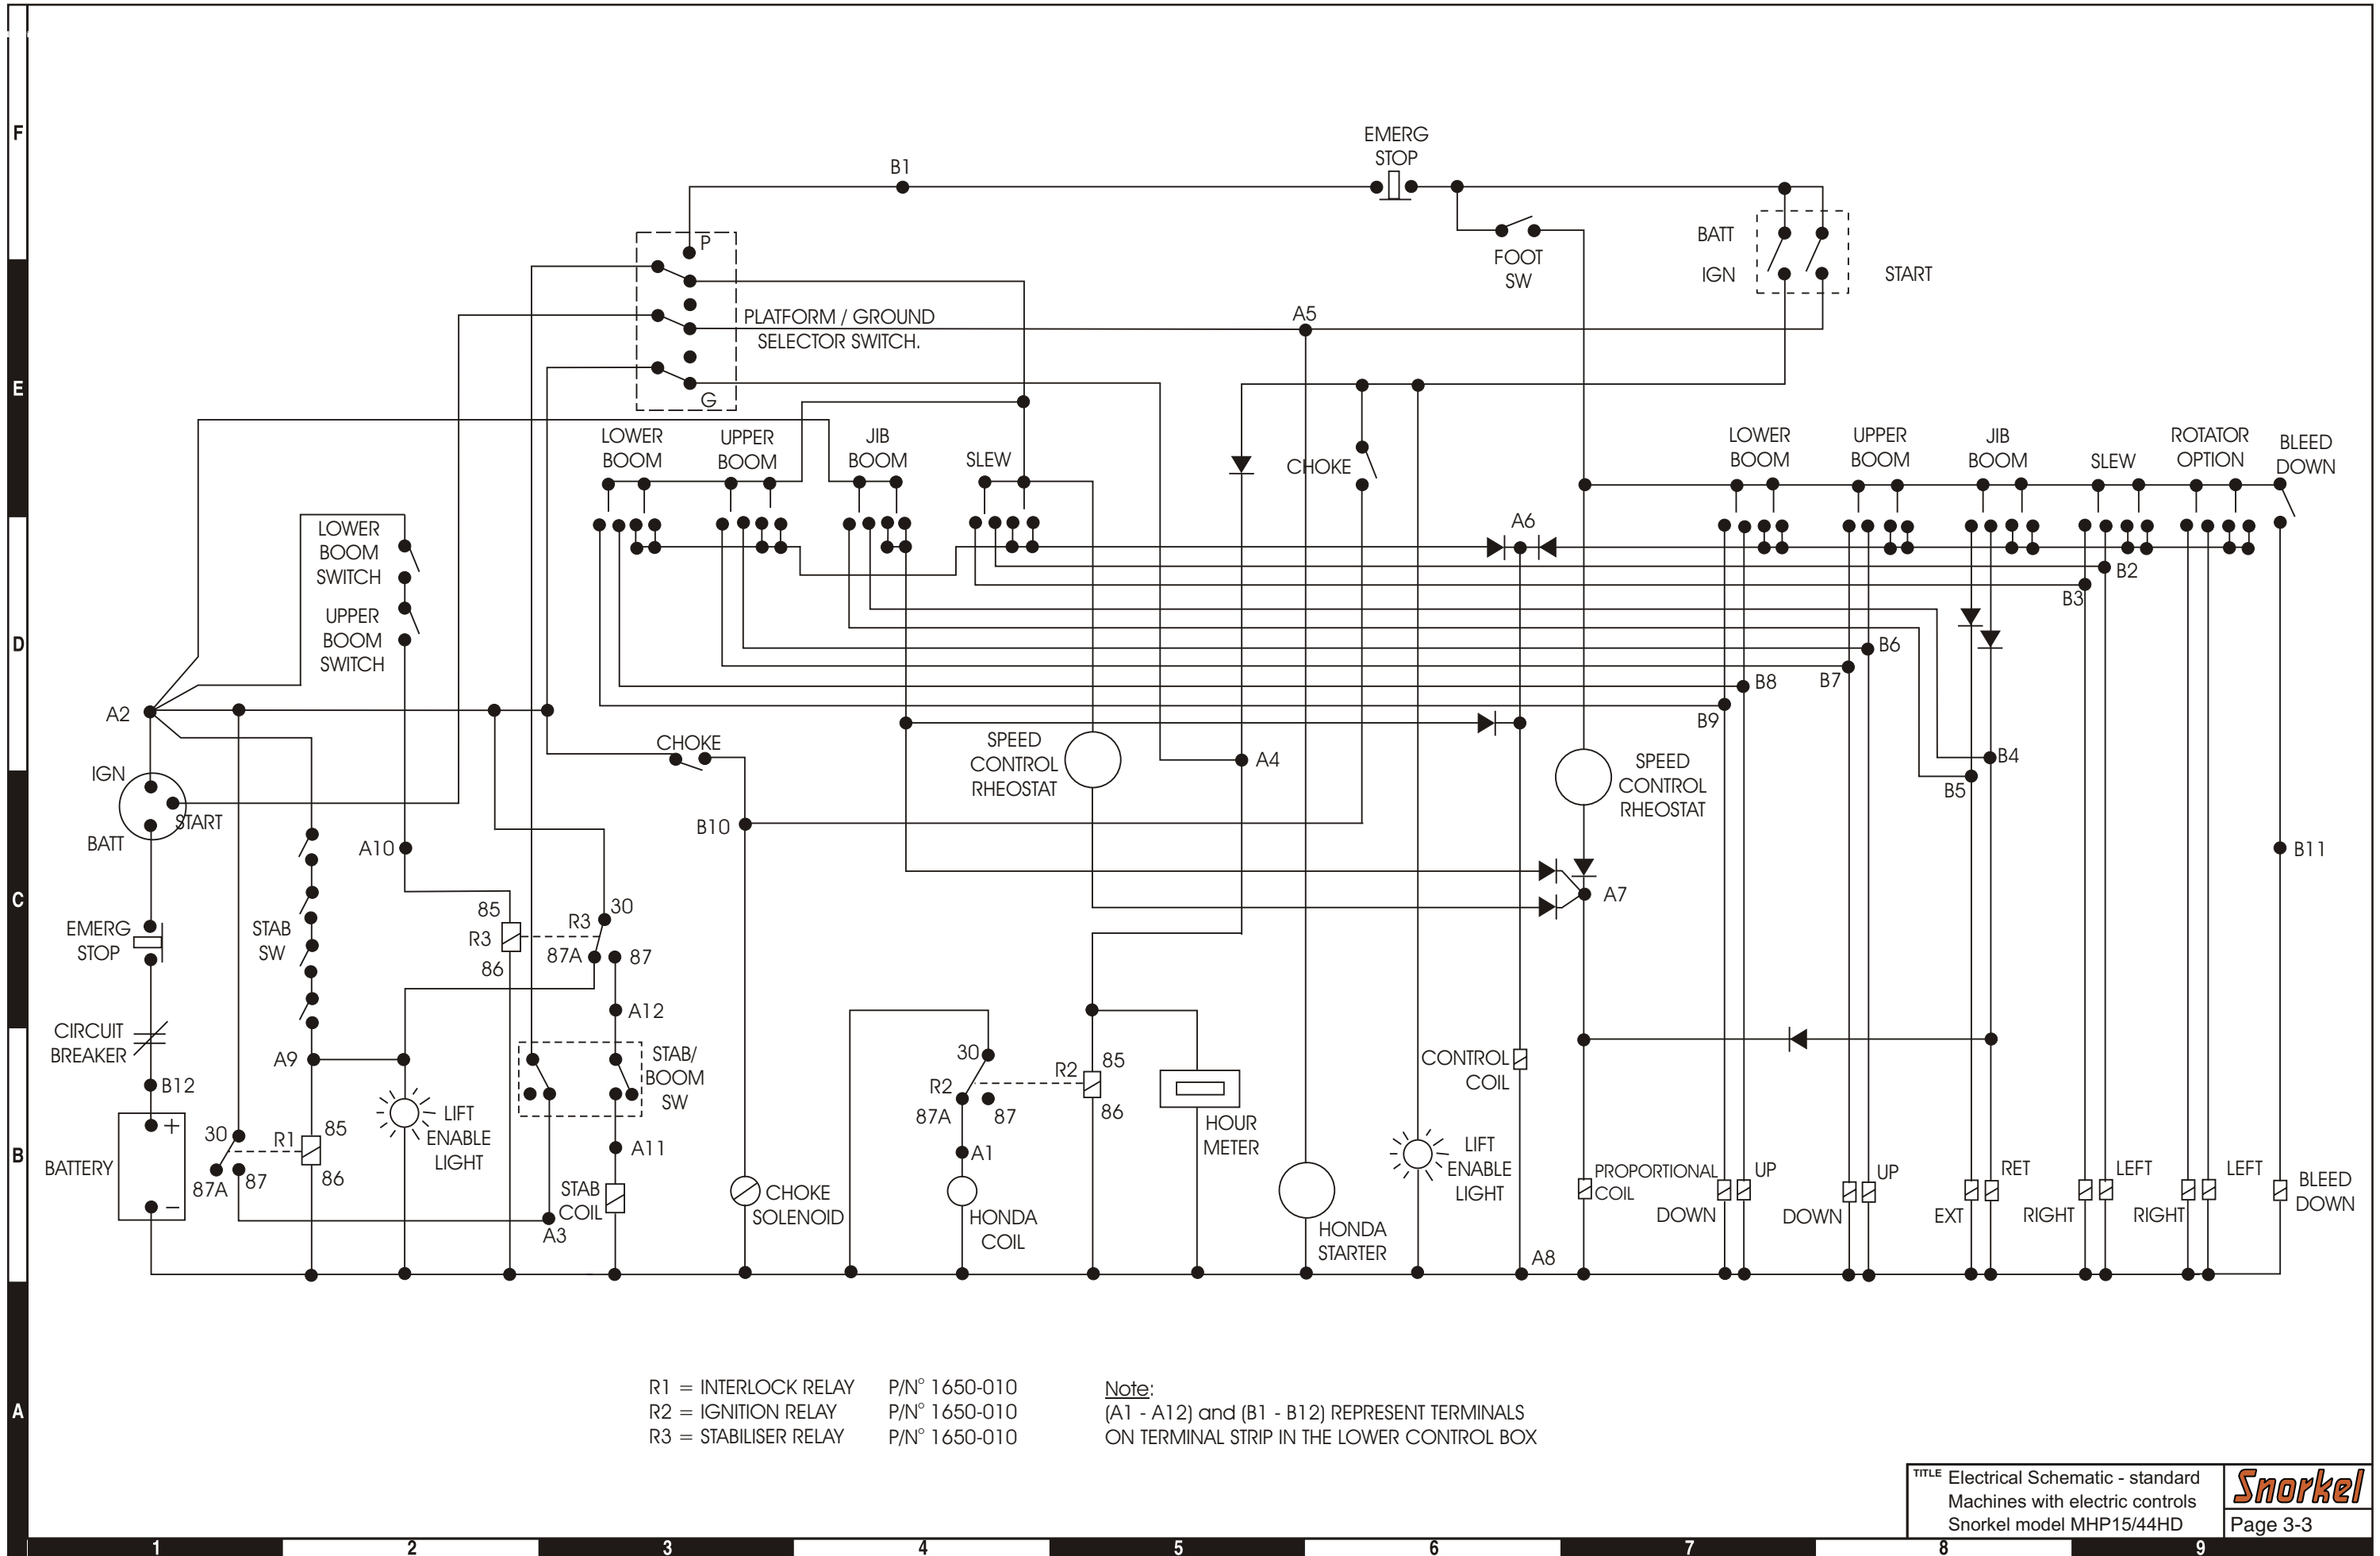 F
E
D
C
B
A
EMERG
STOP
B1
FOOT
SW
BATT
IGN
START
P
PLATFORM / GROUND
SELECTOR SWITCH.
G
A5
LOWER
BOOM
UPPER
BOOM
JIB
BOOM
SLEW
CHOKE
LOWER
BOOM
UPPER
BOOM
JIB
BOOM
SLEW
ROTATOR
OPTION
BLEED
DOWN
LOWER
BOOM
SWITCH
UPPER
BOOM
SWITCH
A6
B2
B3
B6
B7
B8
B9
B4
B5
A2
IGN
START
BATT
CHOKE
SPEED
CONTROL
RHEOSTAT
A4
SPEED
CONTROL
RHEOSTAT
B10
A10
B11
A7
EMERG
STOP
STAB
SW
85
R3
86
R3
30
87A
87
A12
CIRCUIT
BREAKER
B12
A9
STAB/
BOOM
SW
A11
30
R2
87A
87
R2
85
86
A1
HOUR
METER
CONTROL
COIL
BATTERY
+
−
30
R1
85
86
87A
87
LIFT
ENABLE
LIGHT
STAB
COIL
A3
CHOKE
SOLENOID
HONDA
COIL
HONDA
STARTER
LIFT
ENABLE
LIGHT
A8
PROPORTIONAL
COIL
UP
DOWN
UP
DOWN
RET
EXT
LEFT
RIGHT
LEFT
RIGHT
BLEED
DOWN
R1 = INTERLOCK RELAY P/N° 1650-010
R2 = IGNITION RELAY P/N° 1650-010
R3 = STABILISER RELAY P/N° 1650-010
Note:
(A1 - A12) and (B1 - B12) REPRESENT TERMINALS
ON TERMINAL STRIP IN THE LOWER CONTROL BOX
TITLE Electrical Schematic - standard
Machines with electric controls
Snorkel model MHP15/44HD
Snorkel
Page 3-3
1 2 3 4 5 6 7 8 9